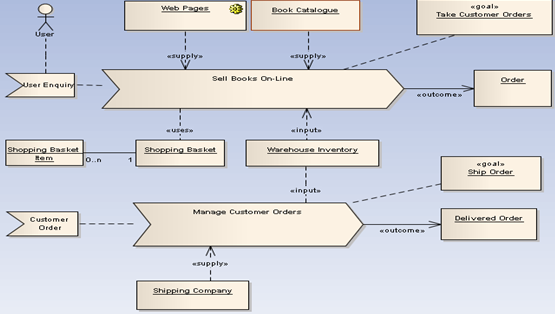 Web Pages
Book Catalogue
«goal»
Take Customer Orders
User
«supply»
«supply»
User Enquiry
Sell Books On-Line
Order
«outcome»
«uses»
«input»
Shopping Basket
Item
0..n
1
Shopping Basket
Warehouse Inventory
«goal»
Ship Order
«input»
Customer
Order
Manage Customer Orders
Delivered Order
«outcome»
«supply»
Shipping Company